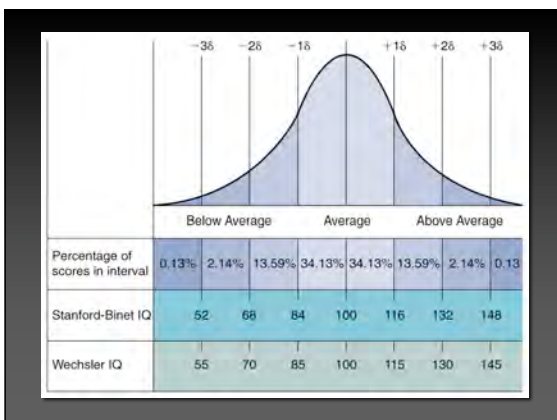 −3δ −2δ −1δ +1δ +2δ +3δ
Below Average Average Above Average
Percentage of
scores in interval
0.13% 2.14% 13.59% 34.13% 34.13% 13.59% 2.14% 0.13
Stanford-Binet IQ 52 68 84 100 116 132 148
Wechsler IQ 55 70 85 100 115 130 145